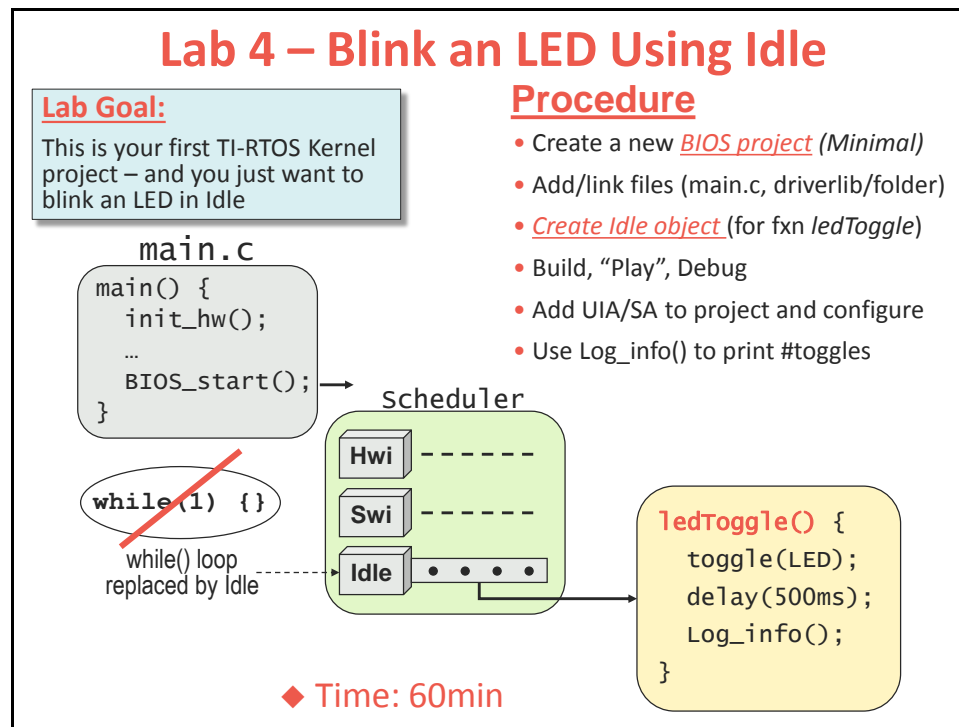 Lab 4 – Blink an LED Using Idle
Lab Goal:
This is your first TI-RTOS Kernel
project – and you just want to
blink an LED in Idle
Procedure
• Create a new BIOS project (Minimal)
• Add/link files (main.c, driverlib/folder)
• Create Idle object (for fxn ledToggle)
• Build, “Play”, Debug
• Add UIA/SA to project and configure
• Use Log_info() to print #toggles
main.c
main() {
init_hw();
…
BIOS_start();
}
while(1) {}
while() loop
replaced by Idle
Scheduler
Hwi
Swi
Idle
ledToggle() {
toggle(LED);
delay(500ms);
Log_info();
}
◆ Time: 60min